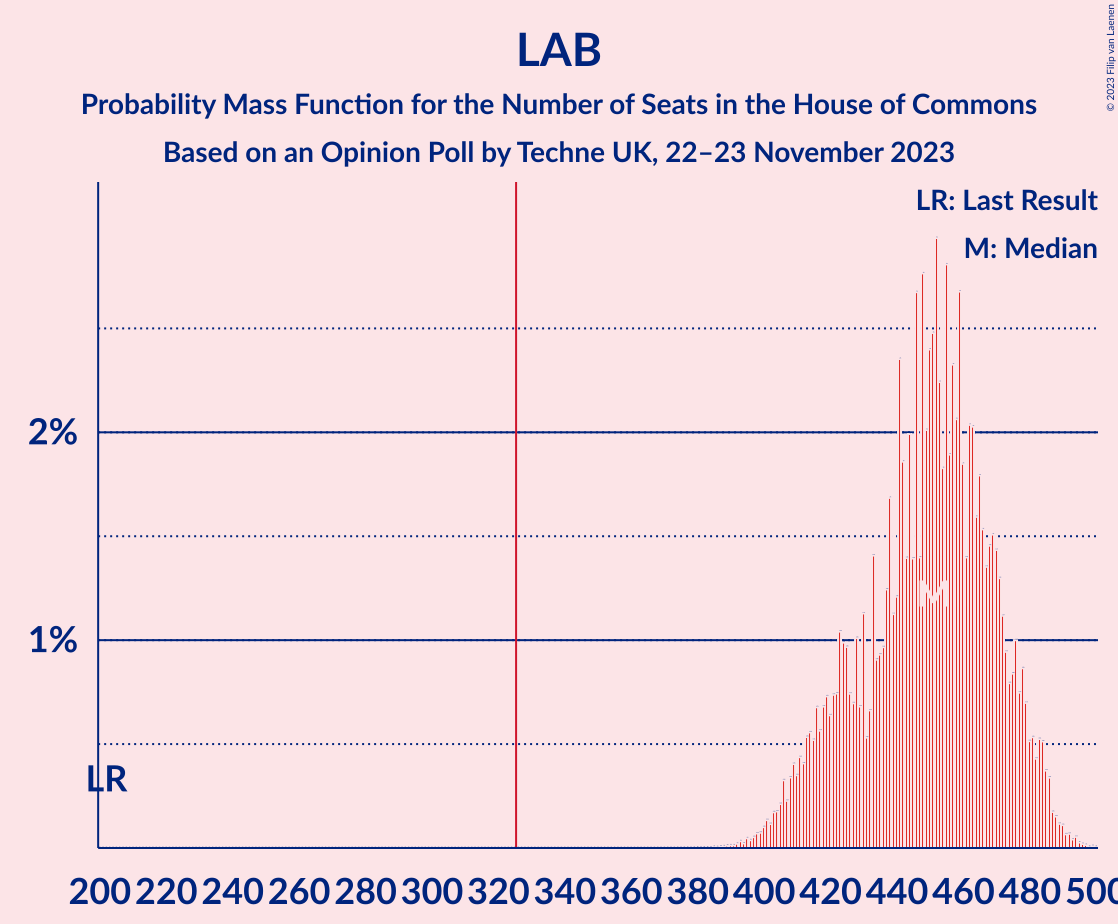 LAB
Probability Mass Function for the Number of Seats in the House of Commons
Based on an Opinion Poll by Techne UK, 22–23 November 2023
© 2023 Filip van Laenen
LR: Last Result
M: Median
2%
1%
LR
M
200 220 240 260 280 300 320 340 360 380 400 420 440 460 480 500